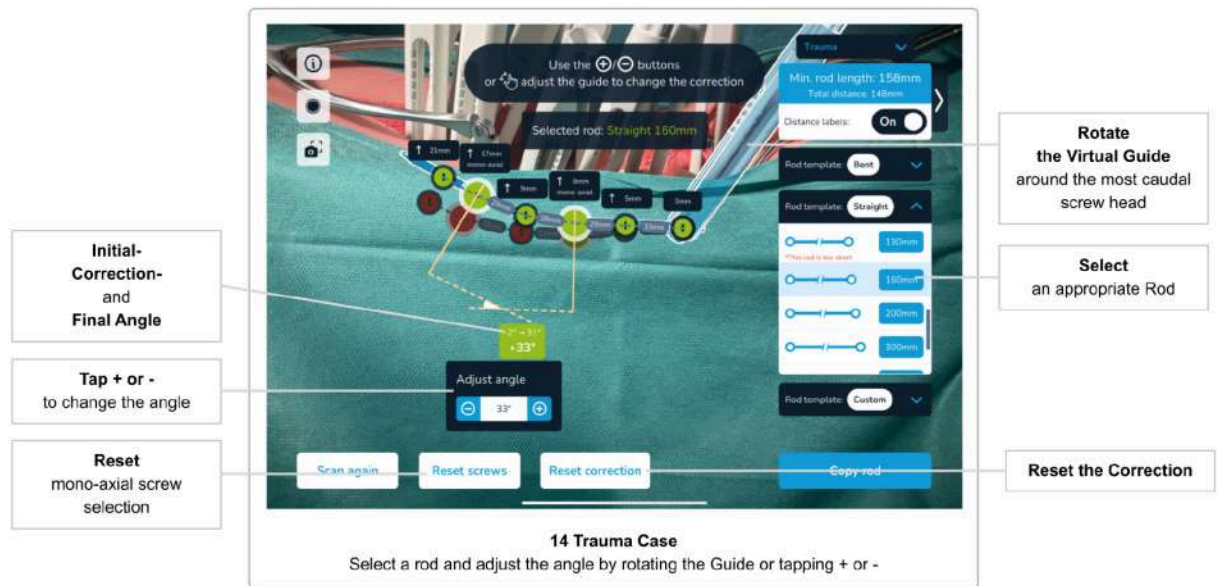 Use the ⊕/⊖ buttons
or adjust the guide to change the correction
Selected rod: Straight 160mm
Trauma
Min. rod length: 158mm
Total distance: 148mm
Distance labels: On
Rod template: Bent
Rod template: Straight
130mm
*This rod is too short
160mm
200mm
300mm
Rod template: Custom
↑ 21mm
↑ 17mm
mono-axial
↑ 9mm
↑ 8mm
mono-axial
↑ 5mm
0mm
+33°
Adjust angle
33°
Scan again
Reset screws
Reset correction
Copy rod
Initial-
Correction-
and
Final Angle
Tap + or -
to change the angle
Reset
mono-axial screw
selection
Rotate
the Virtual Guide
around the most caudal
screw head
Select
an appropriate Rod
Reset the Correction
14 Trauma Case
Select a rod and adjust the angle by rotating the Guide or tapping + or -